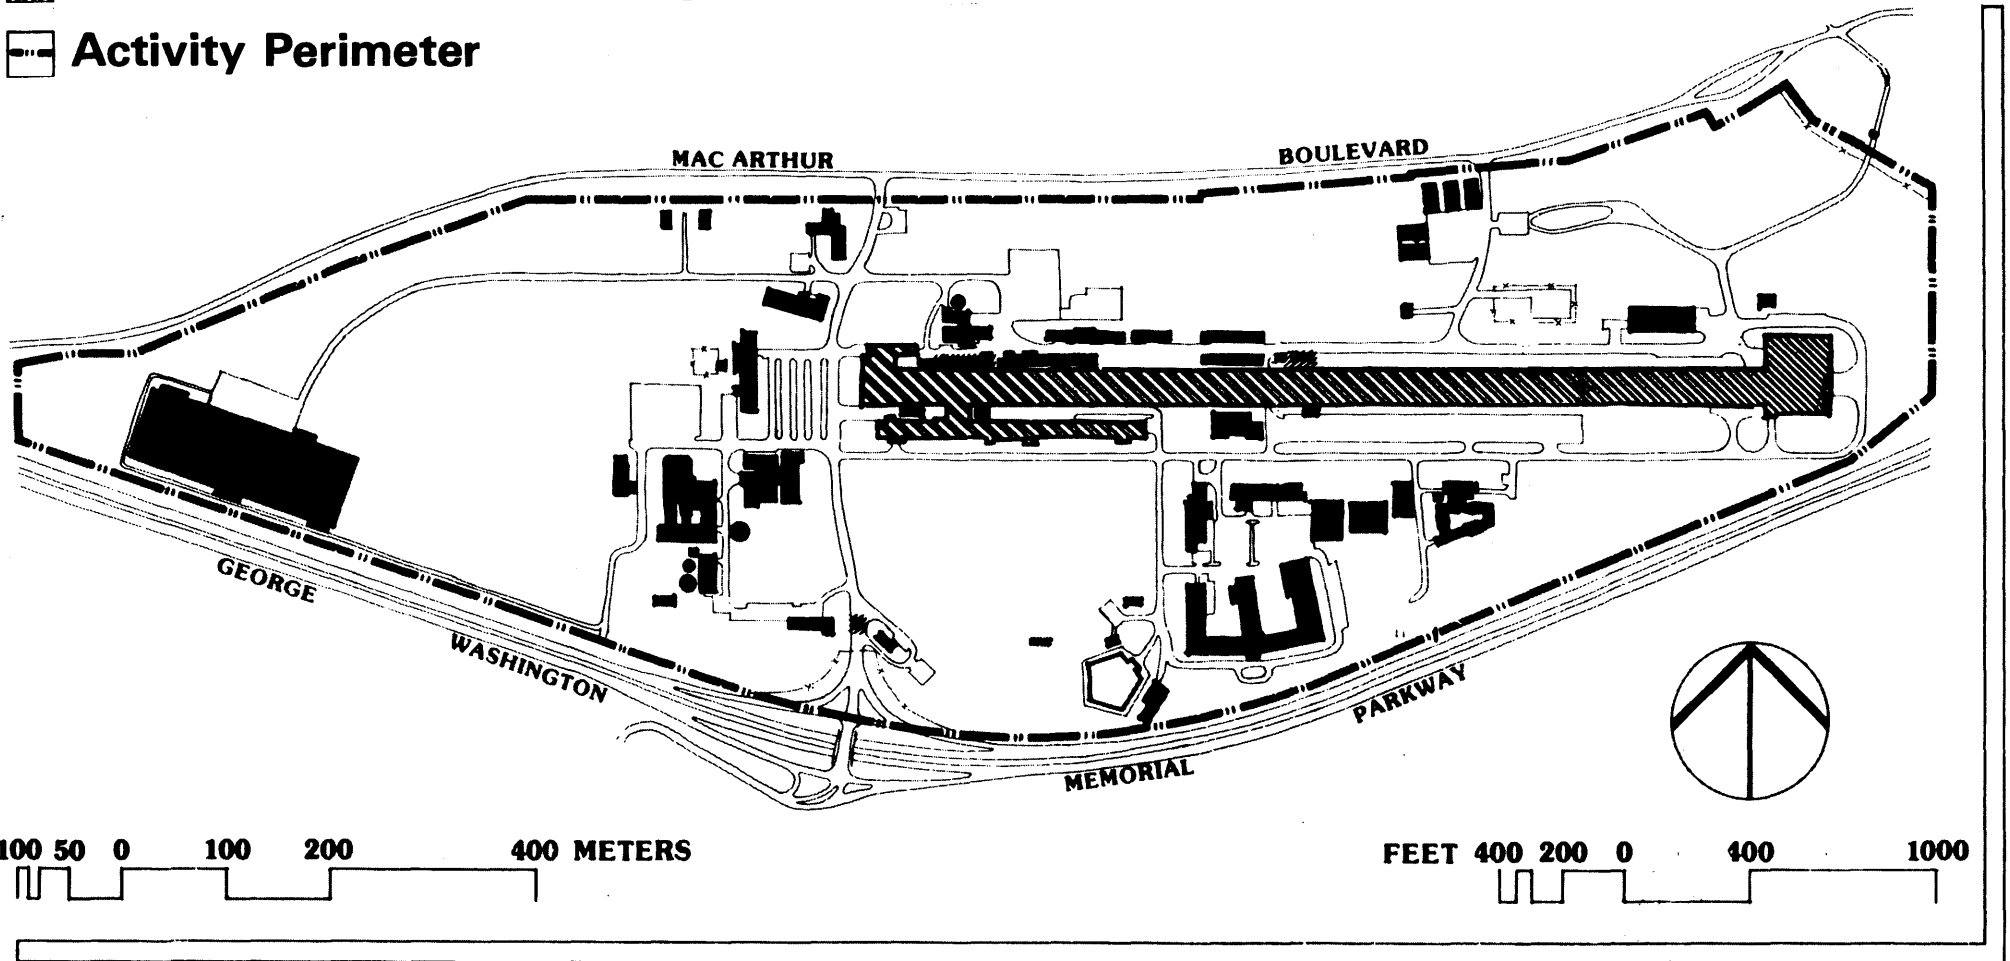 Activity Perimeter
MAC ARTHUR BOULEVARD
GEORGE WASHINGTON MEMORIAL PARKWAY
100 50 0 100 200 400 METERS
FEET 400 200 0 400 1000